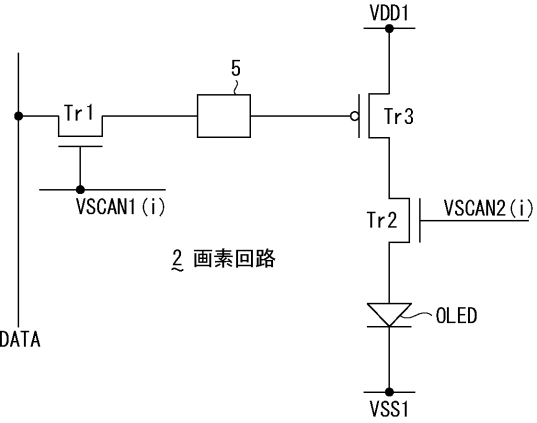 VDD1
5
Tr1
Tr3
VSCAN1(i)
Tr2
VSCAN2(i)
2 画素回路
OLED
DATA
VSS1